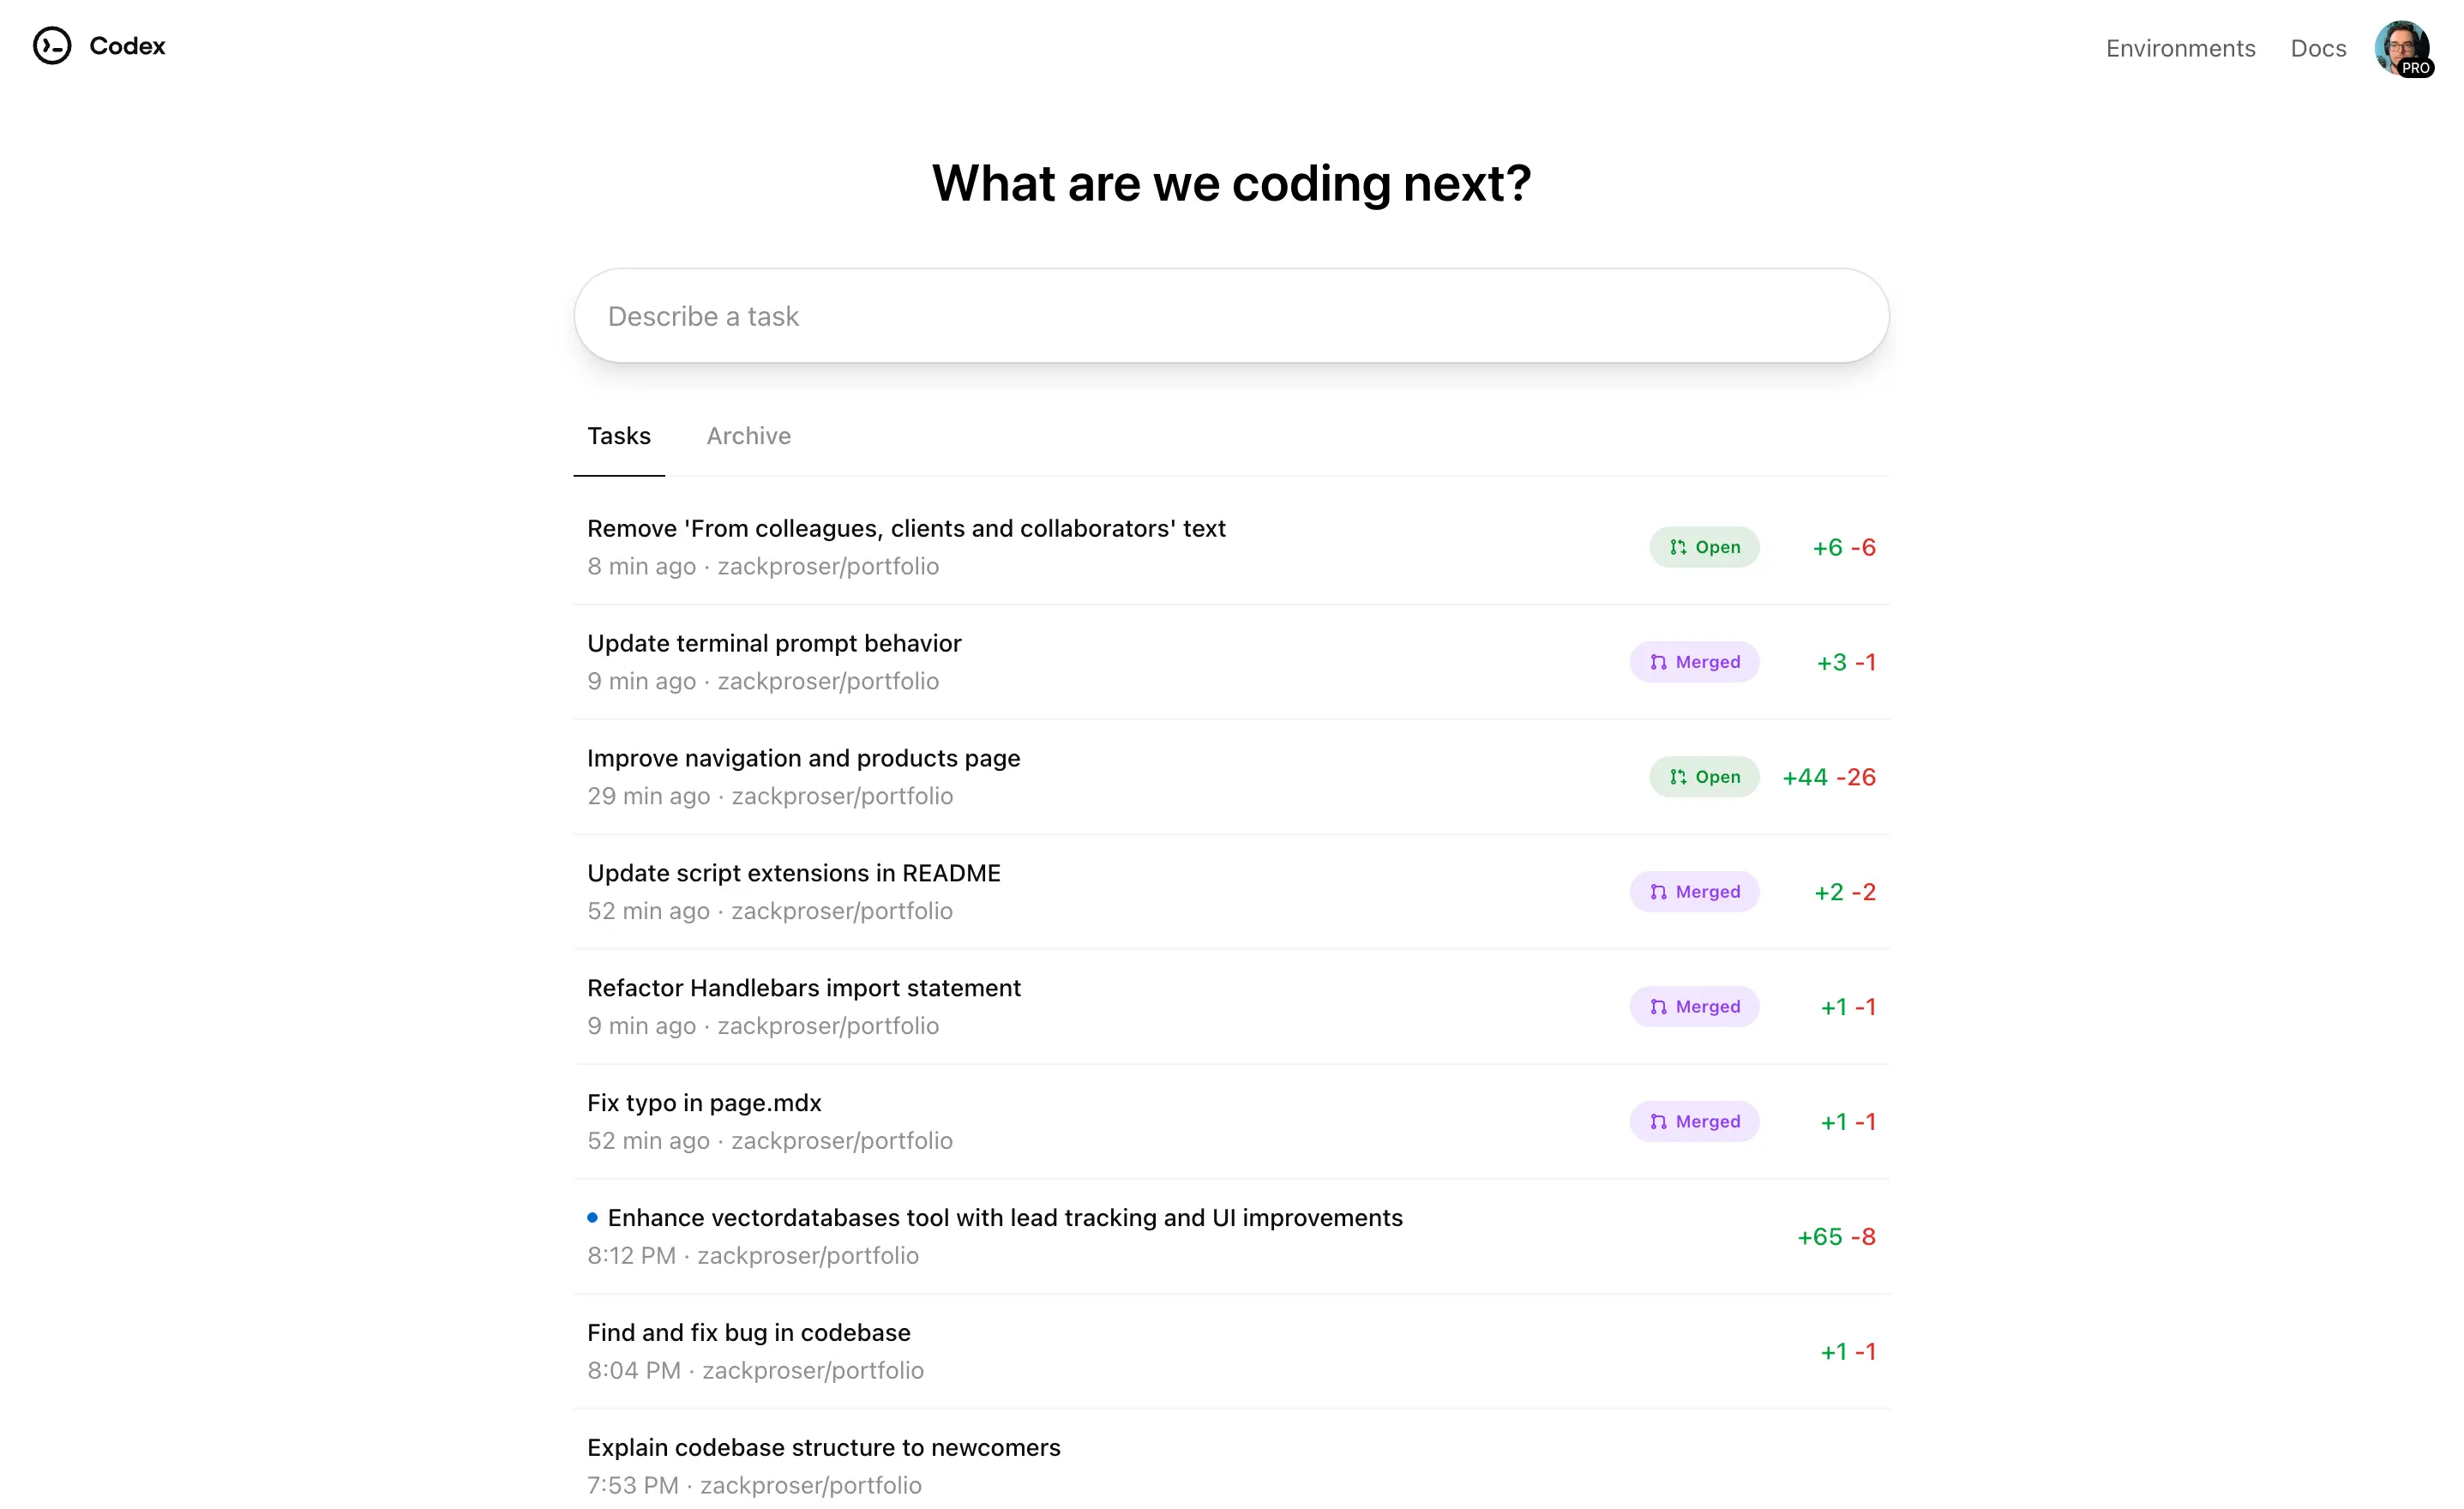 Codex
Environments
Docs
PRO
What are we coding next?
Describe a task
Tasks
Archive
Remove 'From colleagues, clients and collaborators' text
8 min ago · zackproser/portfolio
Open
+6 -6
Update terminal prompt behavior
9 min ago · zackproser/portfolio
Merged
+3 -1
Improve navigation and products page
29 min ago · zackproser/portfolio
Open
+44 -26
Update script extensions in README
52 min ago · zackproser/portfolio
Merged
+2 -2
Refactor Handlebars import statement
9 min ago · zackproser/portfolio
Merged
+1 -1
Fix typo in page.mdx
52 min ago · zackproser/portfolio
Merged
+1 -1
Enhance vectordatabases tool with lead tracking and UI improvements
8:12 PM · zackproser/portfolio
+65 -8
Find and fix bug in codebase
8:04 PM · zackproser/portfolio
+1 -1
Explain codebase structure to newcomers
7:53 PM · zackproser/portfolio